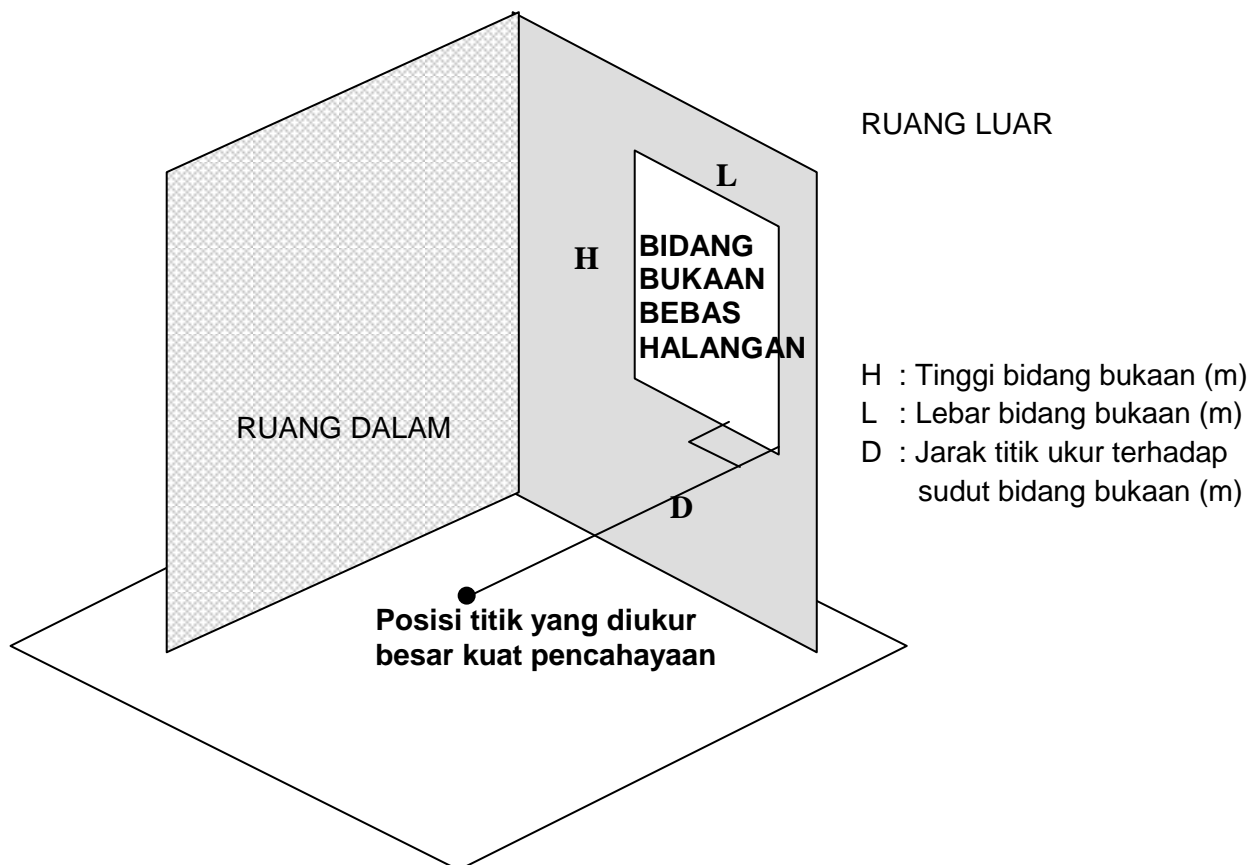 RUANG LUAR
L
H
BIDANG
BUKAAN
BEBAS
HALANGAN
H : Tinggi bidang bukaan (m)
L : Lebar bidang bukaan (m)
D : Jarak titik ukur terhadap
sudut bidang bukaan (m)
RUANG DALAM
D
Posisi titik yang diukur
besar kuat pencahayaan